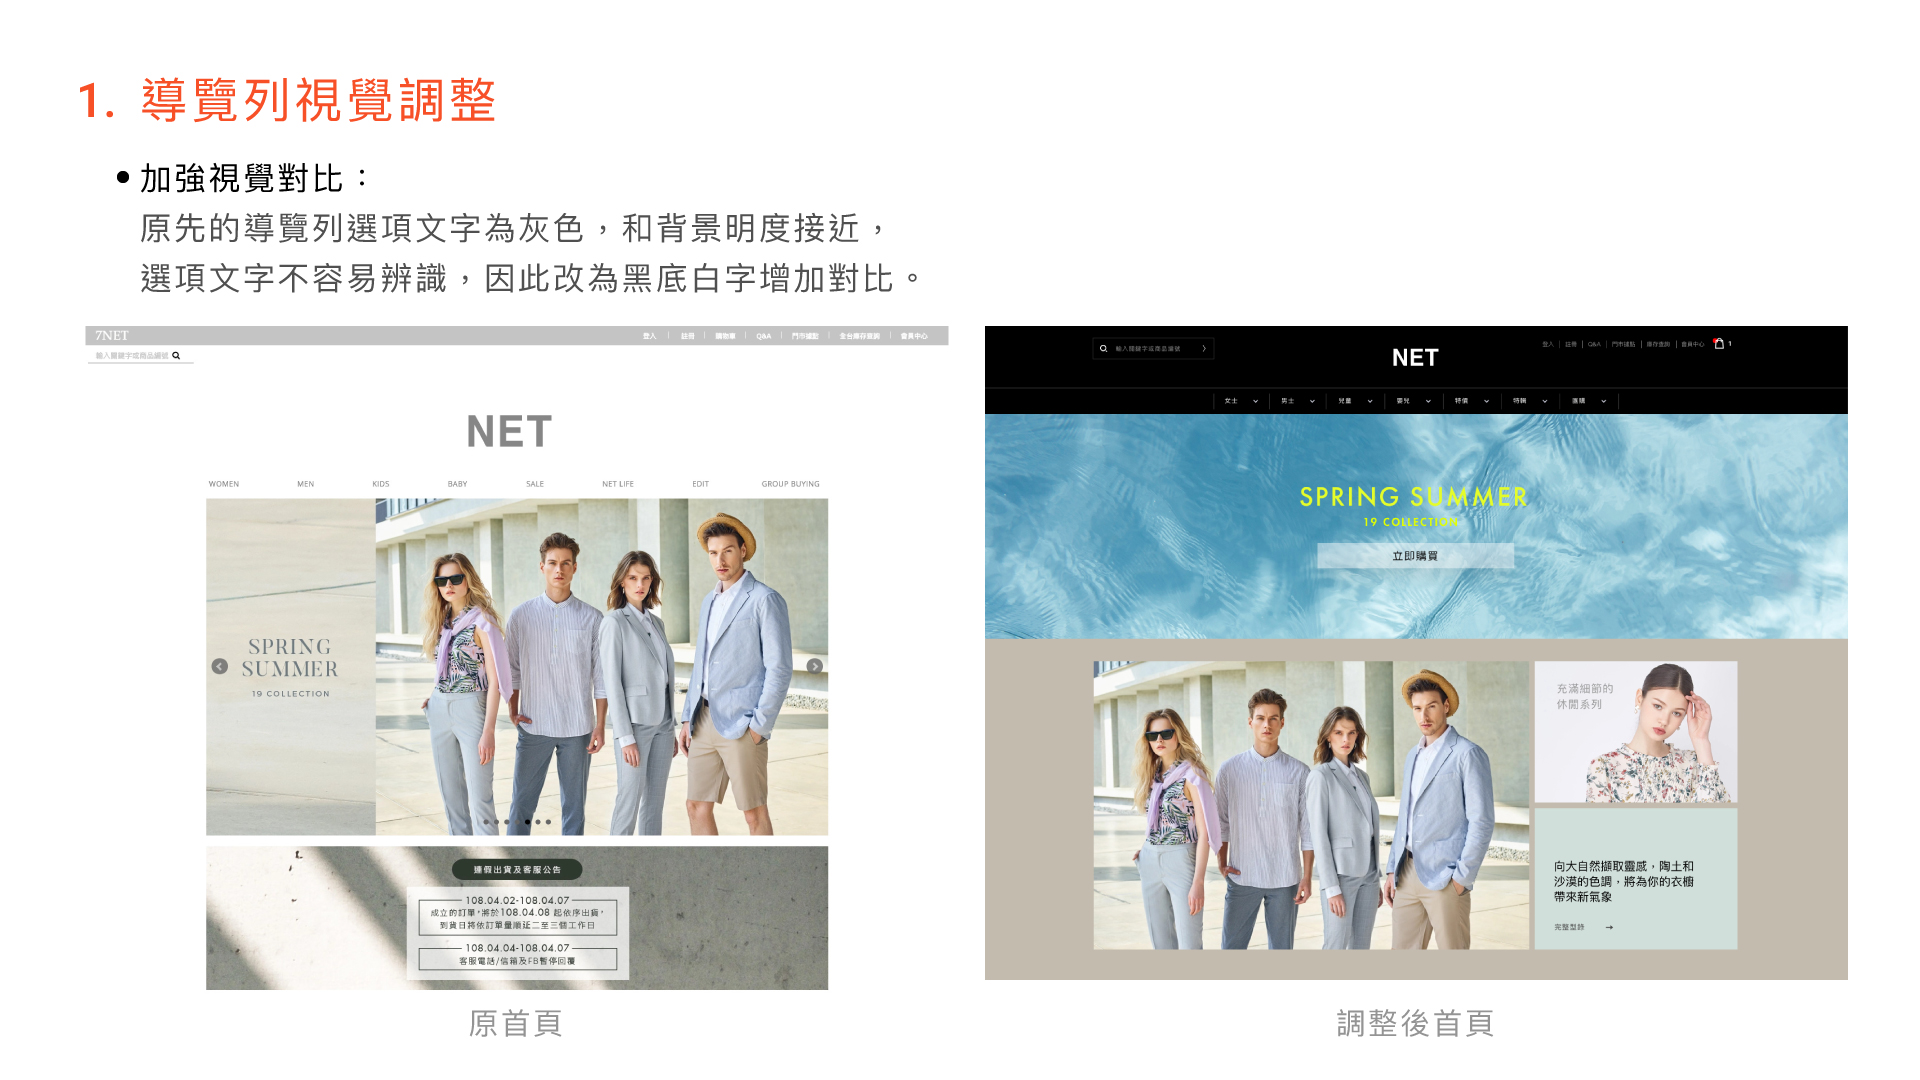 1. 導覽列視覺調整
•加強視覺對比：
原先的導覽列選項文字為灰色，和背景明度接近，
選項文字不容易辨識，因此改為黑底白字增加對比。
7NET
登入 | 註冊 | 購物車 | Q&A | 門市據點 | 全台庫存查詢 | 會員中心
輸入關鍵字或商品編號
NET
WOMEN MEN KIDS BABY SALE NET LIFE EDIT GROUP BUYING
SPRING
SUMMER
19 COLLECTION
連假出貨及客服公告
108.04.02-108.04.07
成立的訂單，將於108.04.08 起依序出貨，
到貨日將依訂單量順延二至三個工作日
108.04.04-108.04.07
客服電話/信箱及FB暫停回覆
原首頁
輸入關鍵字或商品編號
NET
登入 | 註冊 | Q&A | 門市據點 | 庫存查詢 | 會員中心 1
女士 男士 兒童 嬰兒 特價 特輯 團購
SPRING SUMMER
19 COLLECTION
立即購買
充滿細節的
休閒系列
向大自然擷取靈感，陶土和
沙漠的色調，將為你的衣櫥
帶來新氣象
完整型錄 →
調整後首頁